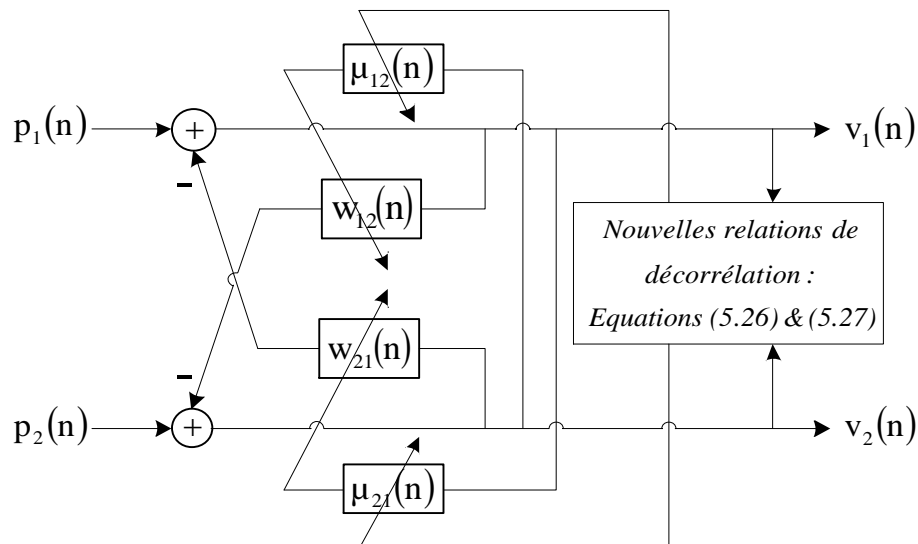 μ₁₂(n)
p₁(n)
+
v₁(n)
−
w₁₂(n)
Nouvelles relations de
décorrélation :
Equations (5.26) & (5.27)
w₂₁(n)
−
p₂(n)
+
v₂(n)
μ₂₁(n)